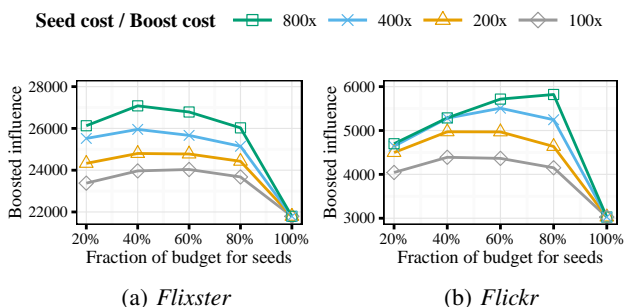 Seed cost / Boost cost 800x 400x 200x 100x
Boosted influence
28000
26000
24000
22000
20% 40% 60% 80% 100%
Fraction of budget for seeds
(a) Flixster
Boosted influence
6000
5000
4000
3000
20% 40% 60% 80% 100%
Fraction of budget for seeds
(b) Flickr